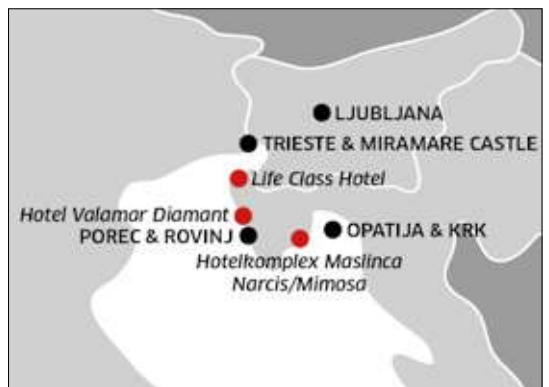 LJUBLJANA
TRIESTE & MIRAMARE CASTLE
Life Class Hotel
Hotel Valamar Diamant
POREC & ROVINJ
OPATIJA & KRK
Hotelkomplex Maslinca
Narcis/Mimosa